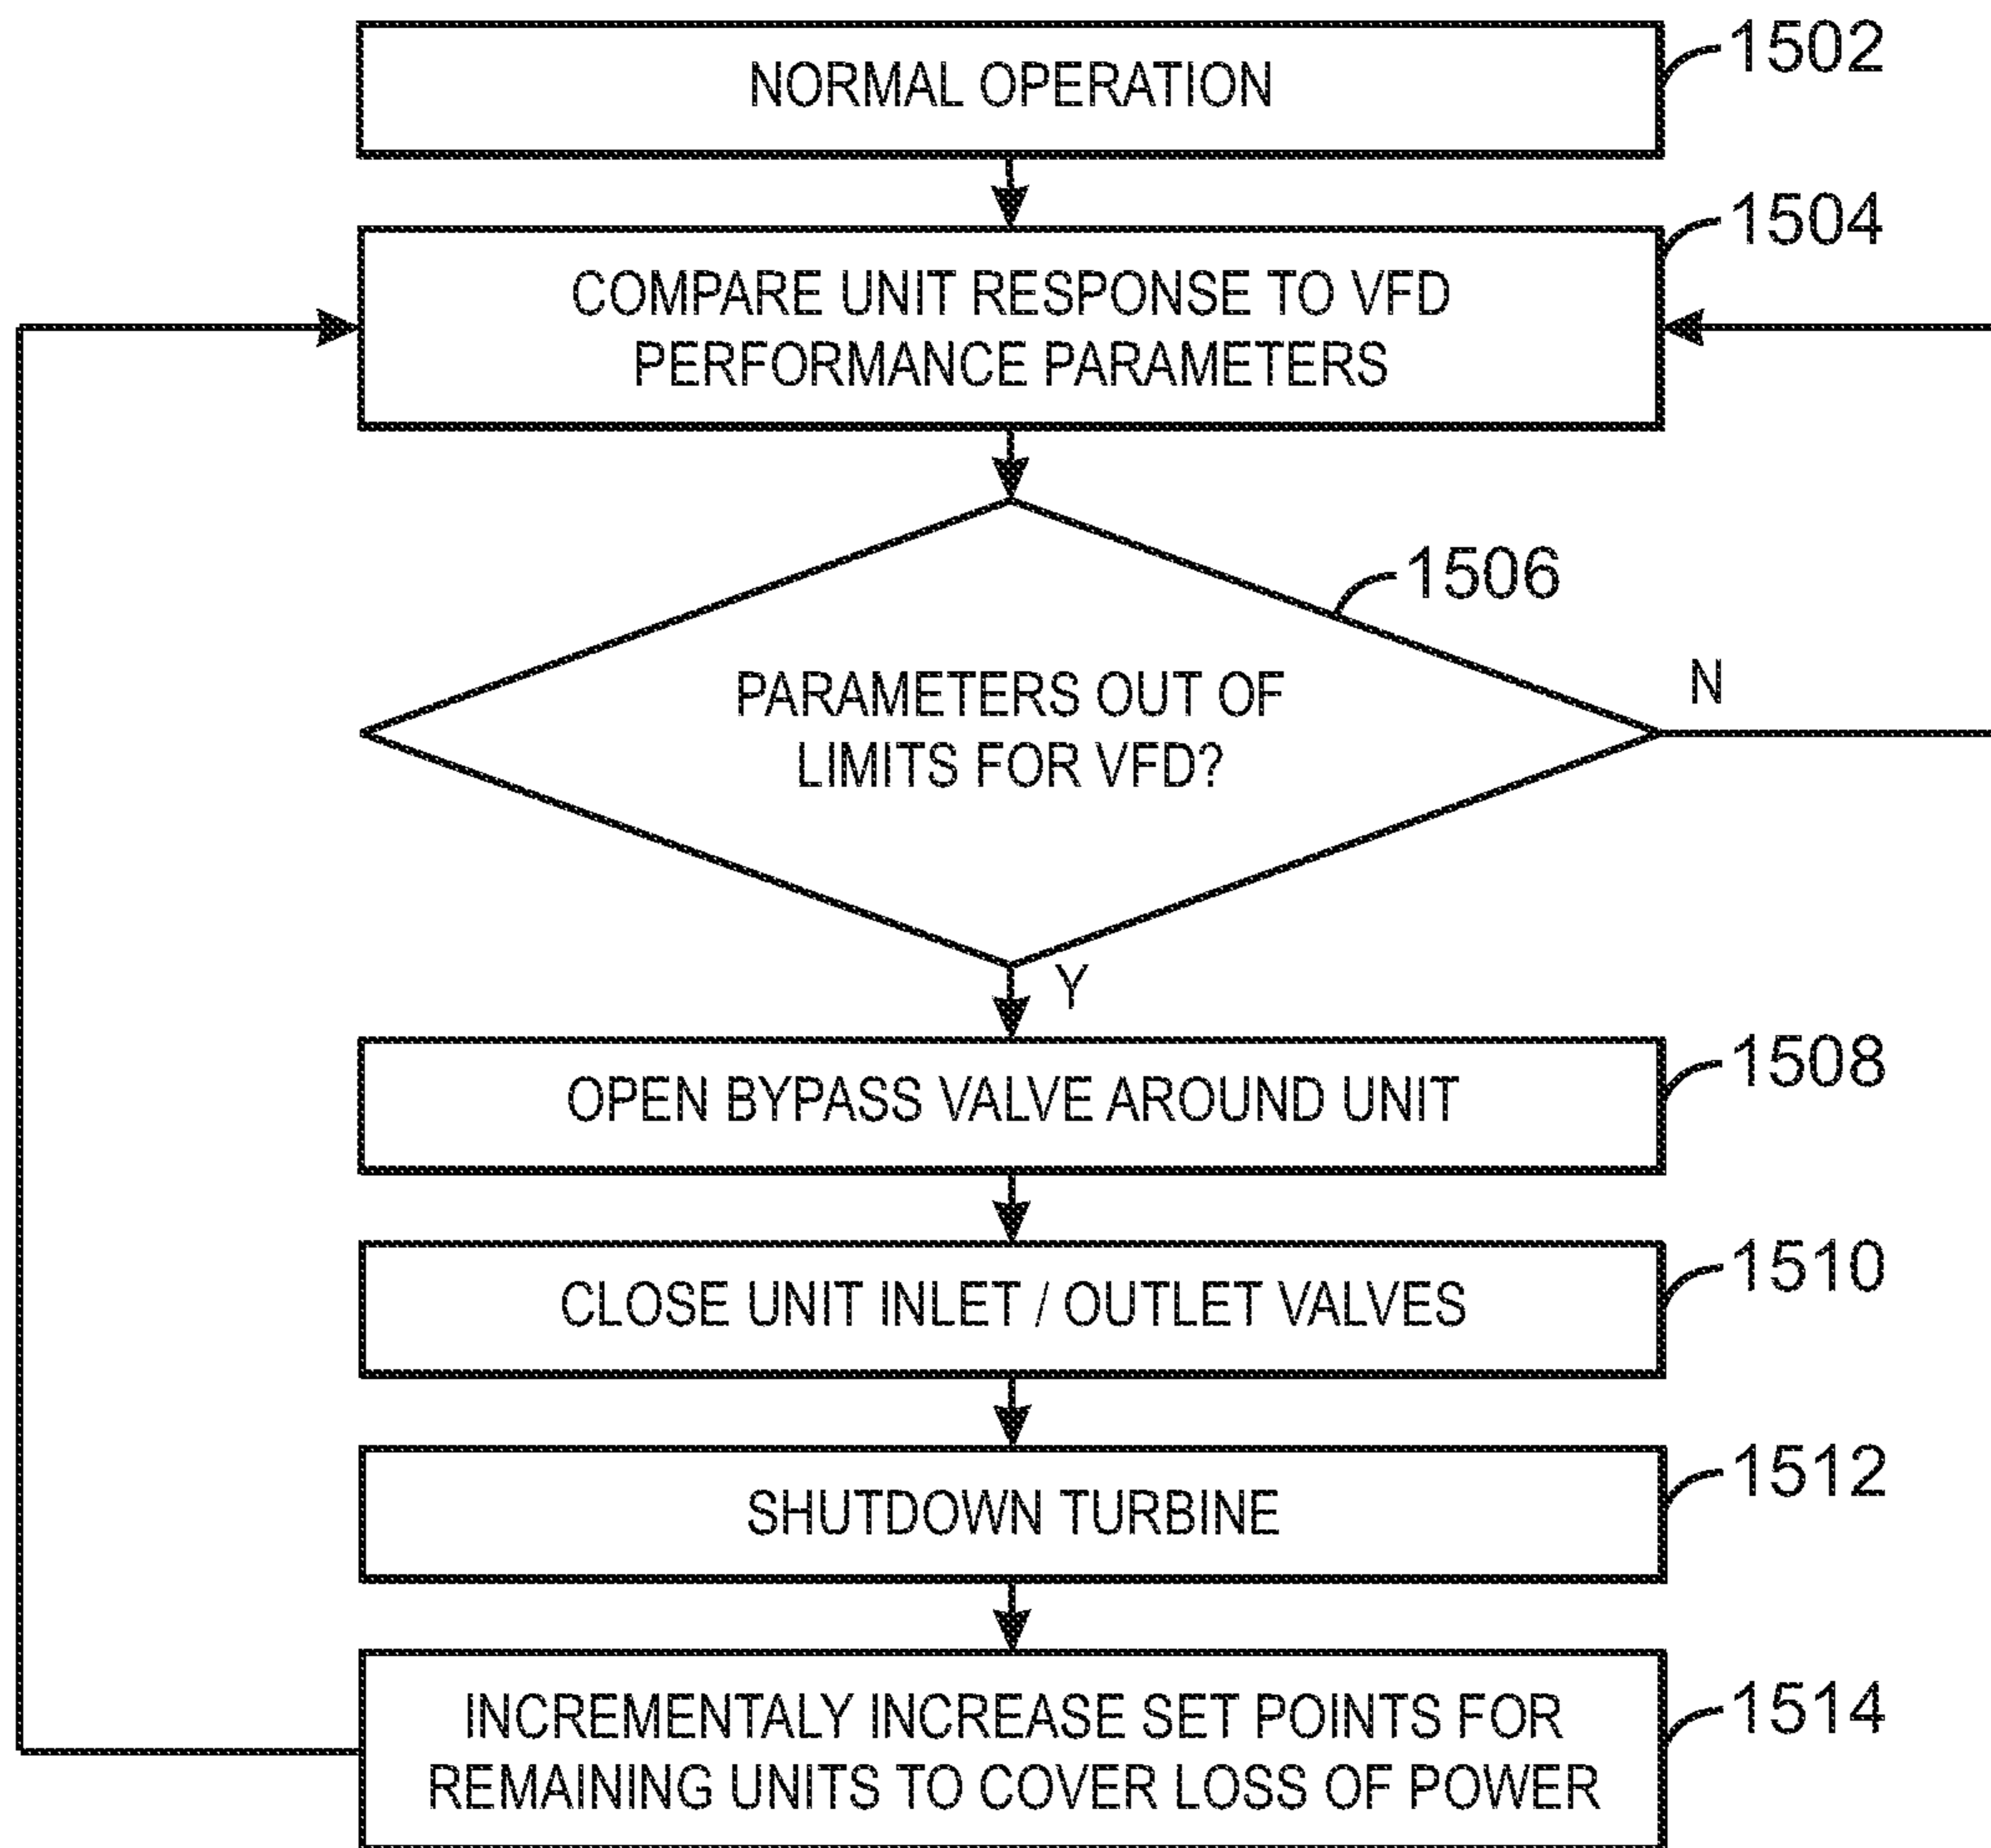 NORMAL OPERATION
1502
1504
COMPARE UNIT RESPONSE TO VFD
PERFORMANCE PARAMETERS
1506
PARAMETERS OUT OF
LIMITS FOR VFD?
N
Y
OPEN BYPASS VALVE AROUND UNIT
1508
CLOSE UNIT INLET / OUTLET VALVES
1510
SHUTDOWN TURBINE
1512
INCREMENTALY INCREASE SET POINTS FOR
REMAINING UNITS TO COVER LOSS OF POWER
1514